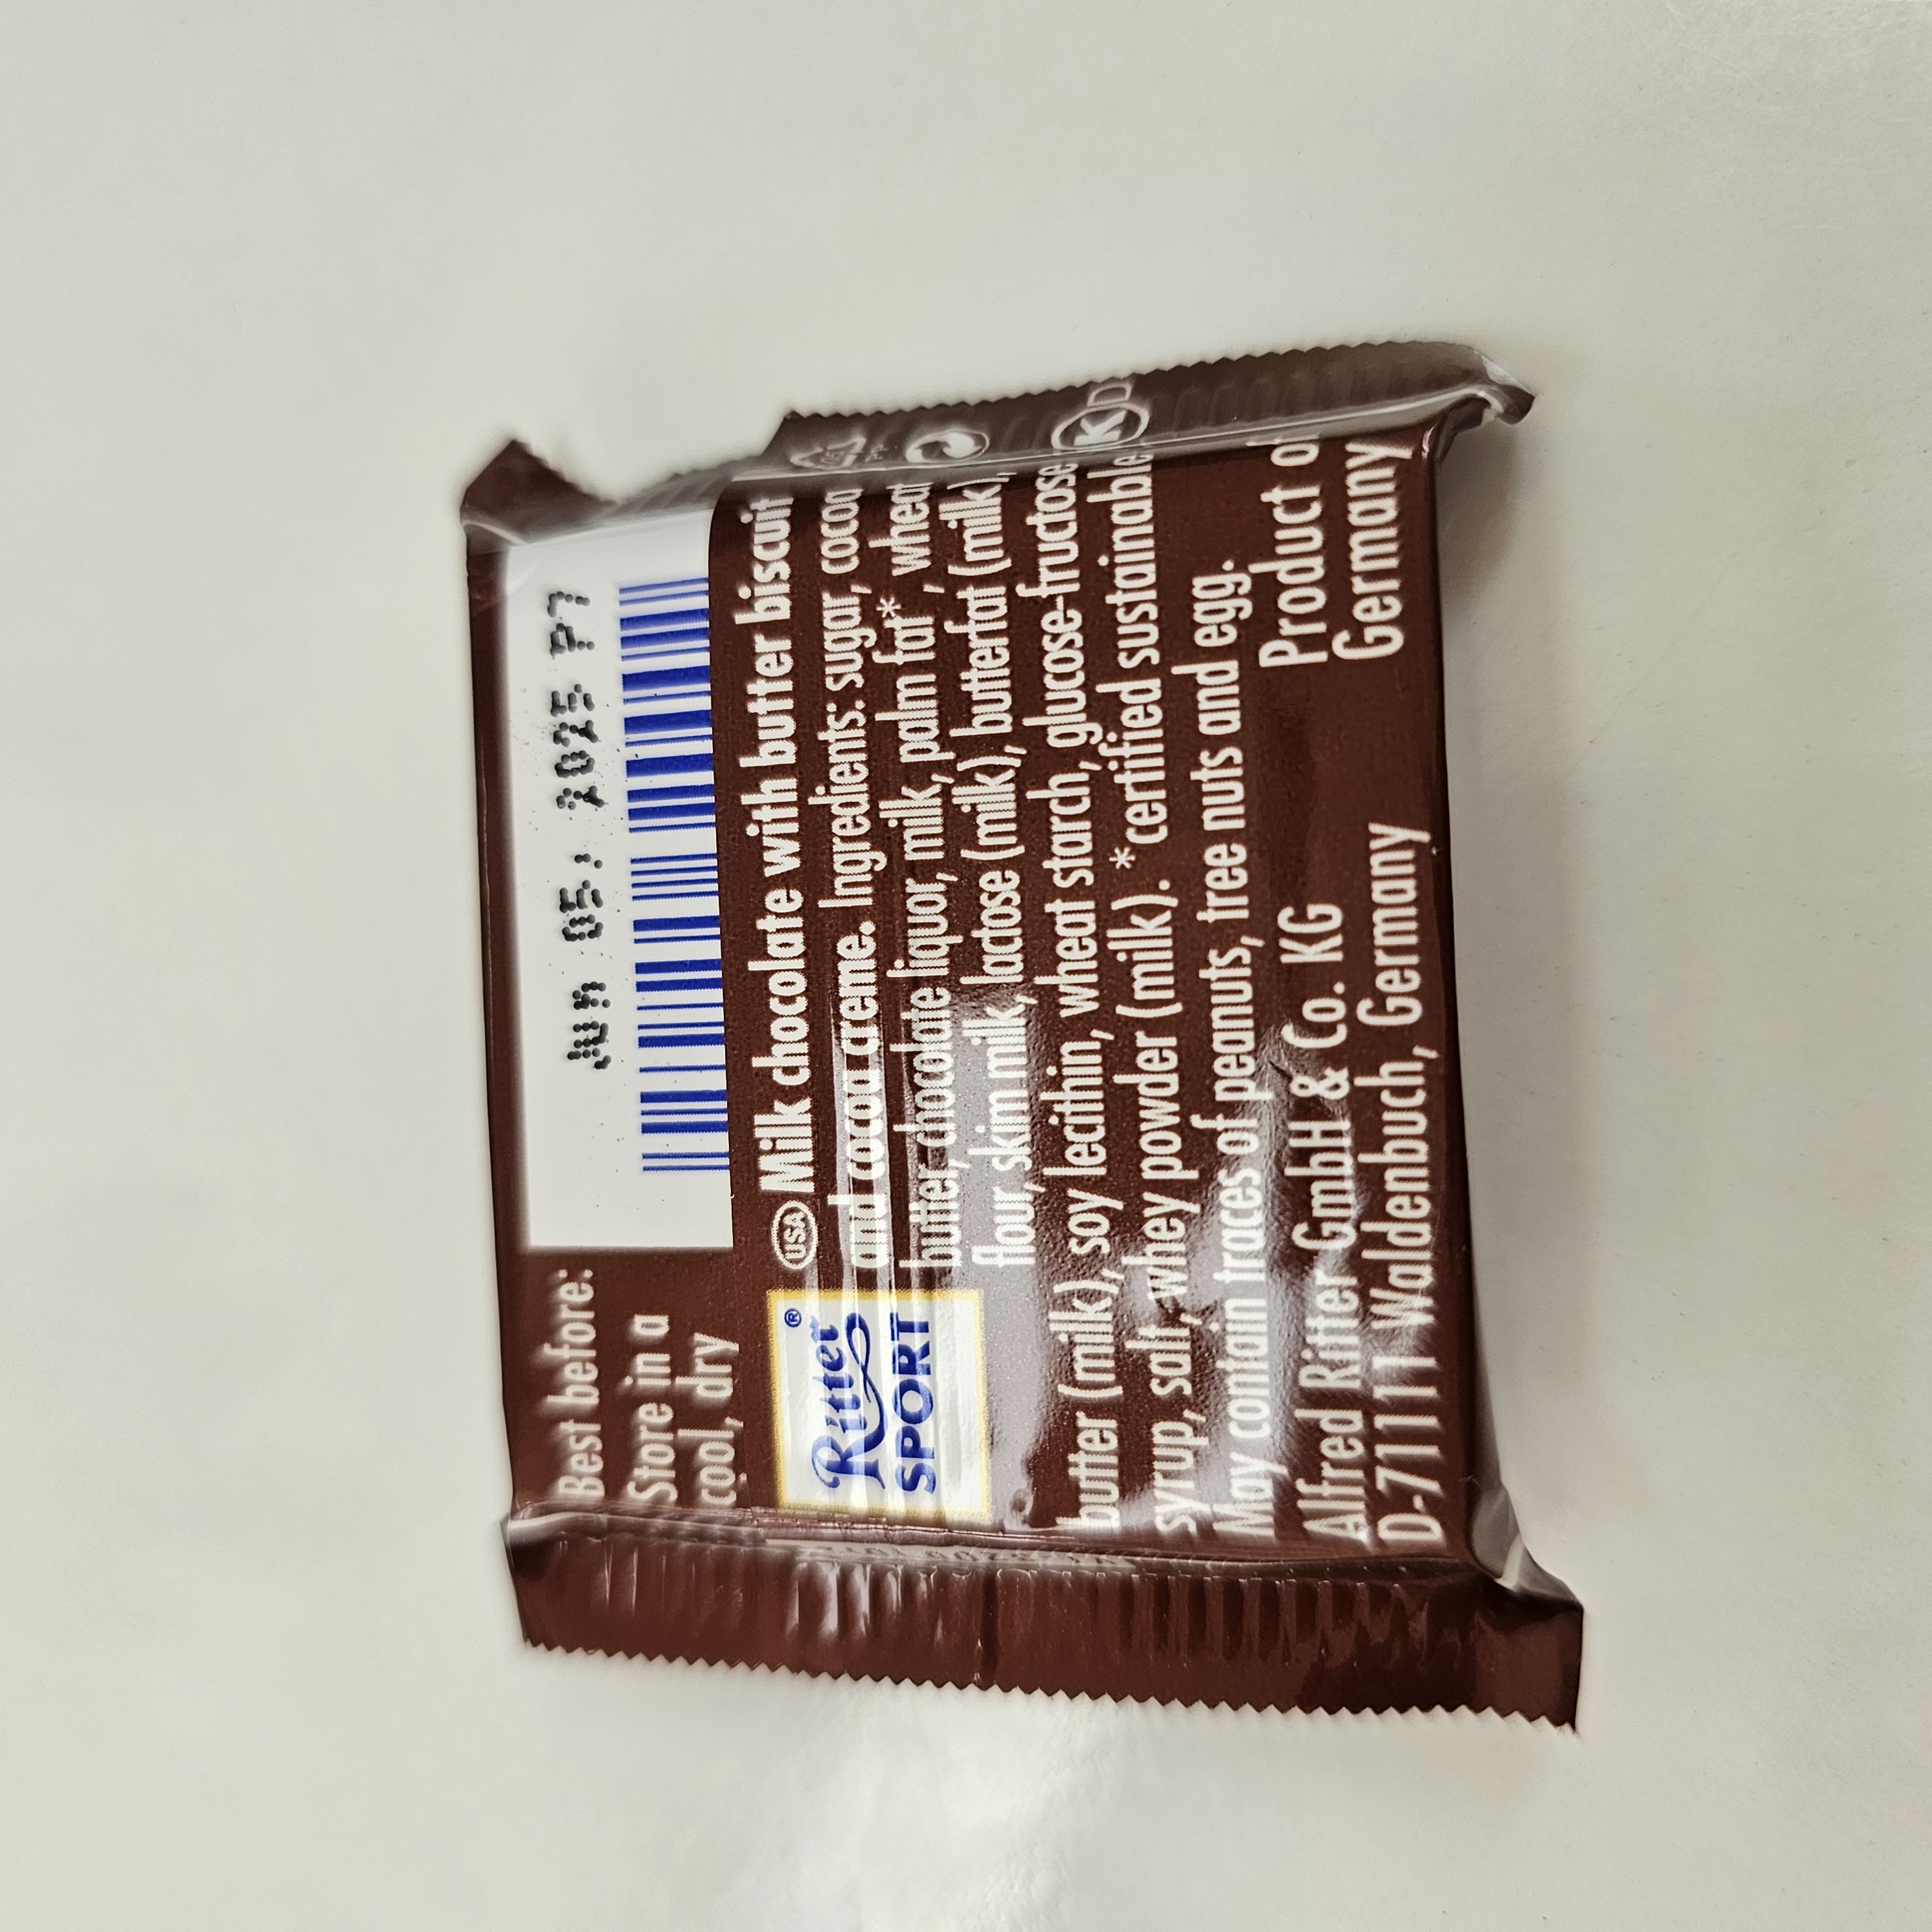 Best before:
Jun 05. 2025 P7
Store in a
cool, dry
Ritter®
SPORT
USA Milk chocolate with butter biscuit
and cocoa creme. Ingredients: sugar, cocoa
butter, chocolate liquor, milk, palm fat*, wheat
flour, skim milk, lactose (milk), butterfat (milk),
butter (milk), soy lecithin, wheat starch, glucose-fructose
syrup, salt, whey powder (milk). *certified sustainable
May contain traces of peanuts, tree nuts and egg.
Alfred Ritter GmbH & Co. KG
D-71111 Waldenbuch, Germany
Product of
Germany
K D